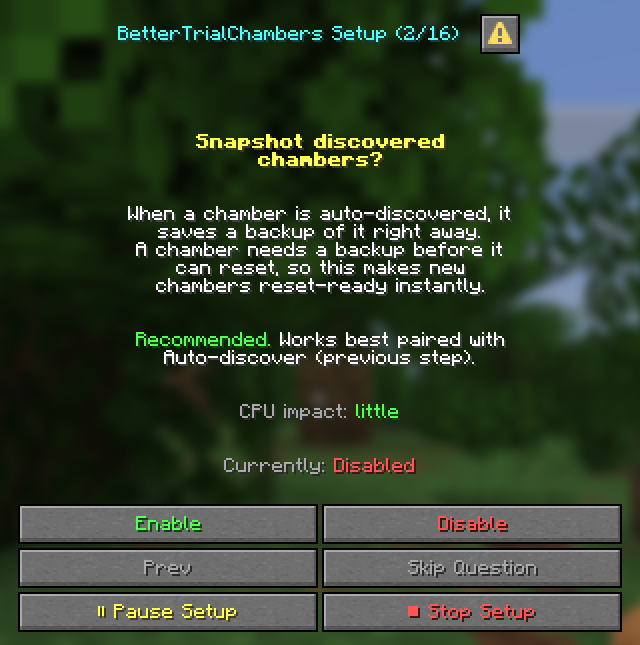 BetterTrialChambers Setup (2/16)
Snapshot discovered
chambers?
When a chamber is auto-discovered, it
saves a backup of it right away.
A chamber needs a backup before it
can reset, so this makes new
chambers reset-ready instantly.
Recommended. Works best paired with
Auto-discover (previous step).
CPU impact: little
Currently: Disabled
Enable
Disable
Prev
Skip Question
⏸ Pause Setup
■ Stop Setup